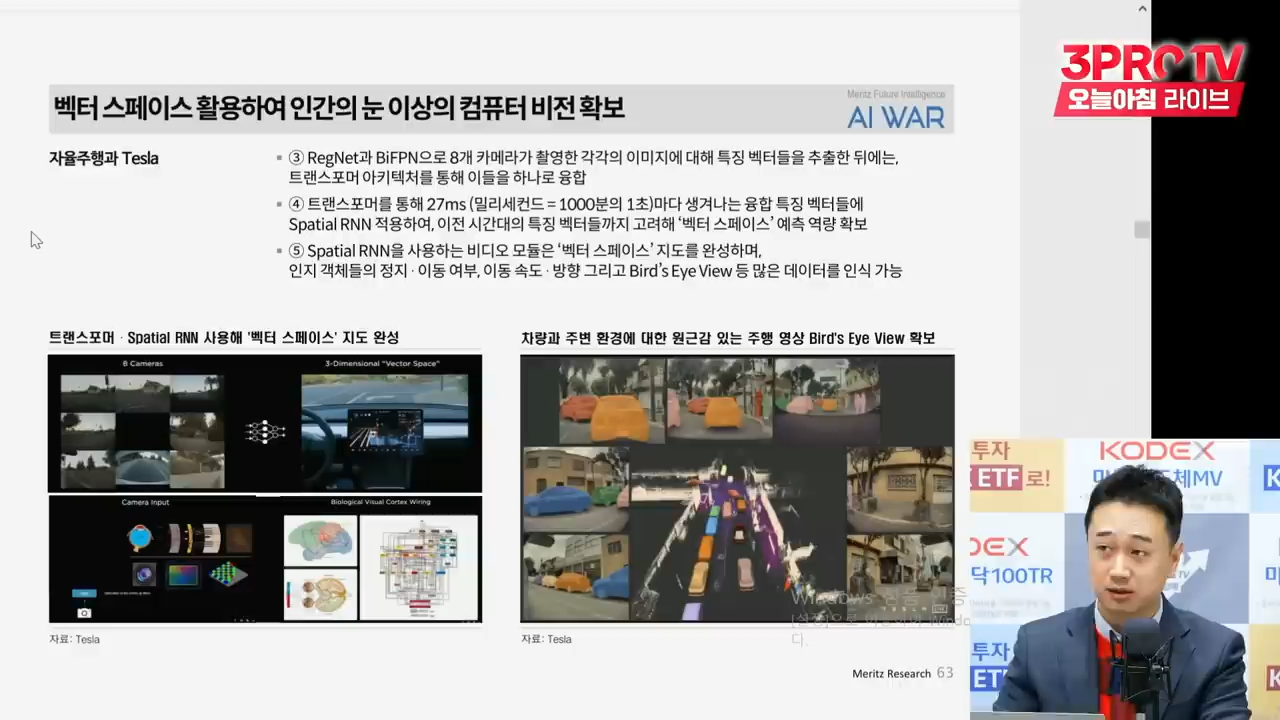 3PRO TV
오늘아침 라이브
벡터 스페이스 활용하여 인간의 눈 이상의 컴퓨터 비전 확보
Meritz Future Intelligence
AI WAR
자율주행과 Tesla
③ RegNet과 BiFPN으로 8개 카메라가 촬영한 각각의 이미지에 대해 특징 벡터들을 추출한 뒤에는,
트랜스포머 아키텍처를 통해 이들을 하나로 융합
④ 트랜스포머를 통해 27ms (밀리세컨드 = 1000분의 1초)마다 생겨나는 융합 특징 벡터들에
Spatial RNN 적용하여, 이전 시간대의 특징 벡터들까지 고려해 ‘벡터 스페이스’ 예측 역량 확보
⑤ Spatial RNN을 사용하는 비디오 모듈은 ‘벡터 스페이스’ 지도를 완성하며,
인지 객체들의 정지·이동 여부, 이동 속도·방향 그리고 Bird’s Eye View 등 많은 데이터를 인식 가능
트랜스포머 · Spatial RNN 사용해 '벡터 스페이스' 지도 완성
8 Cameras
3-Dimensional "Vector Space"
Camera Input
Biological Visual Cortex Wiring
자료: Tesla
차량과 주변 환경에 대한 원근감 있는 주행 영상 Bird's Eye View 확보
자료: Tesla
Meritz Research 63
투자
ETF로!
KODEX
DEX
닥100TR
투자
ET